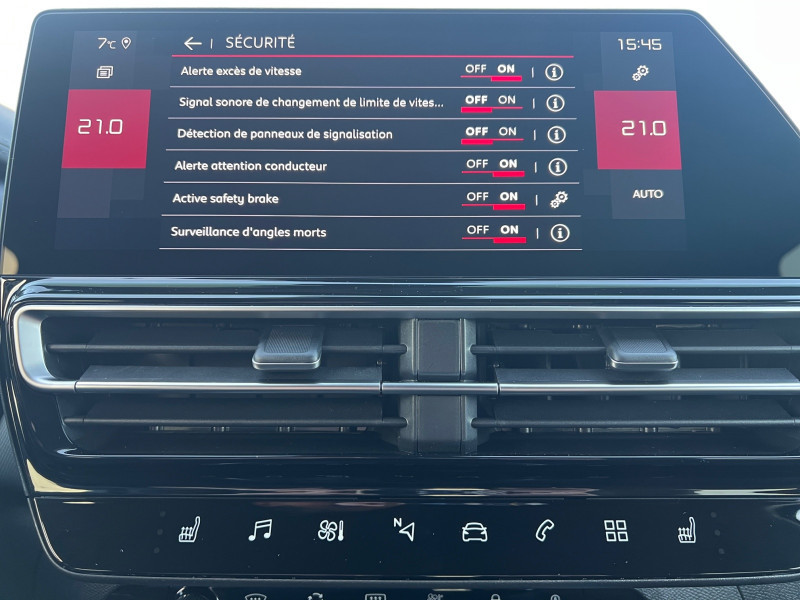 7°C
← | SÉCURITÉ
15:45
21.0
21.0
AUTO
Alerte excès de vitesse OFF ON | i
Signal sonore de changement de limite de vites... OFF ON | i
Détection de panneaux de signalisation OFF ON | i
Alerte attention conducteur OFF ON | i
Active safety brake OFF ON |
Surveillance d'angles morts OFF ON | i
N